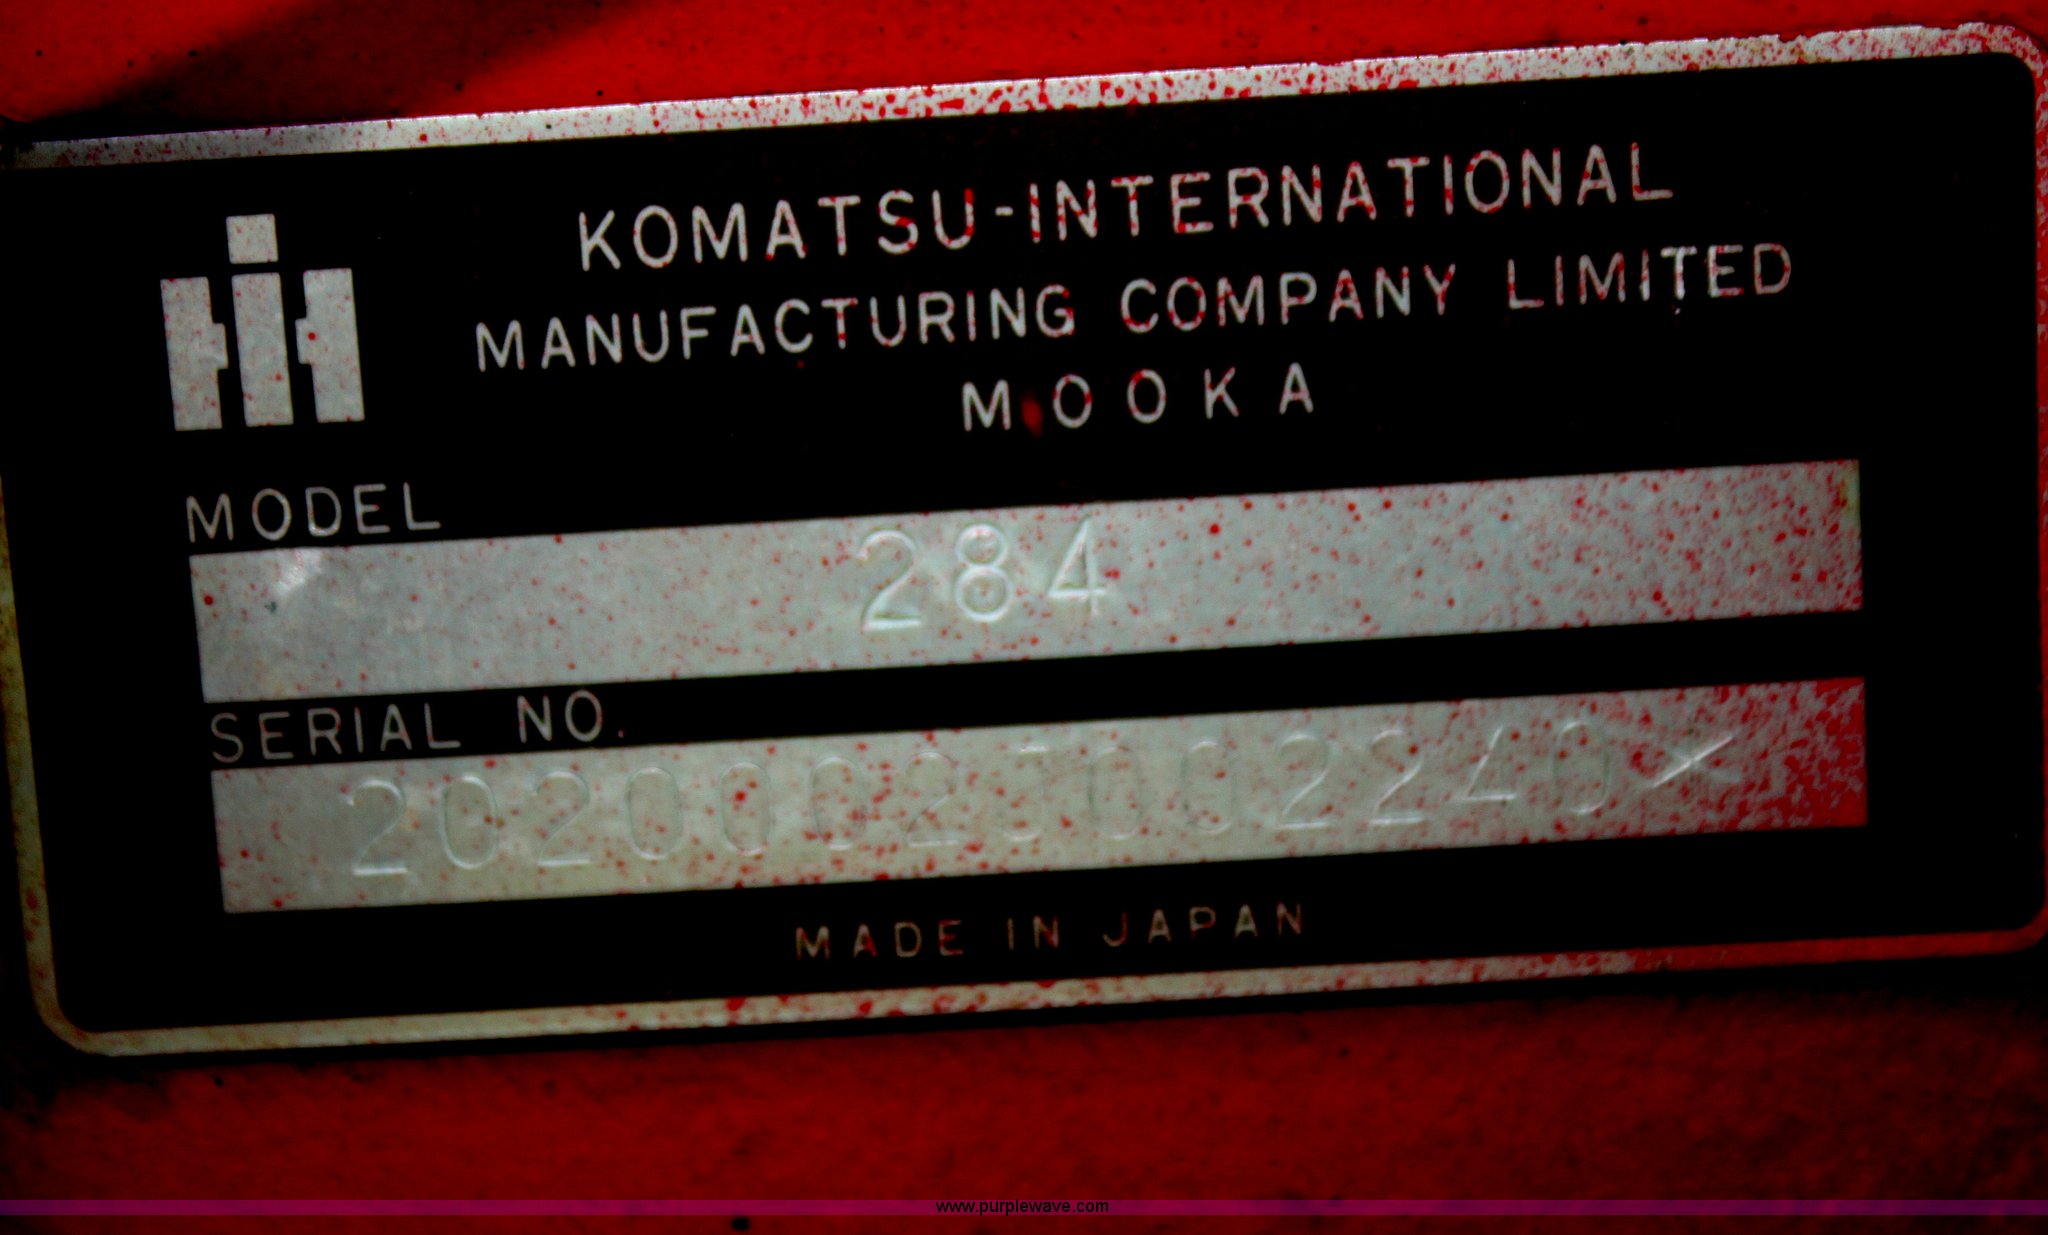 KOMATSU-INTERNATIONAL
MANUFACTURING COMPANY LIMITED
MOOKA
MODEL
284
SERIAL NO.
MADE IN JAPAN
www.purplewave.com